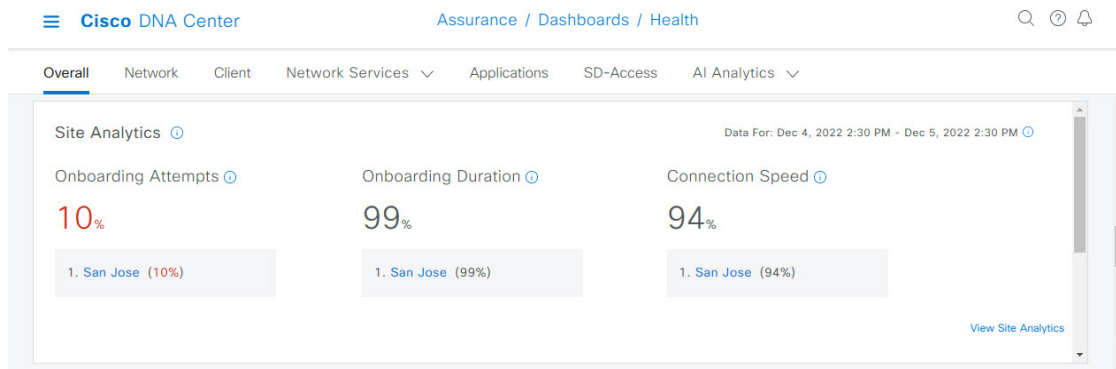 Cisco DNA Center
Assurance / Dashboards / Health
Overall Network Client Network Services Applications SD-Access AI Analytics
Site Analytics
Data For: Dec 4, 2022 2:30 PM - Dec 5, 2022 2:30 PM
Onboarding Attempts Onboarding Duration Connection Speed
10% 99% 94%
1. San Jose (10%) 1. San Jose (99%) 1. San Jose (94%)
View Site Analytics